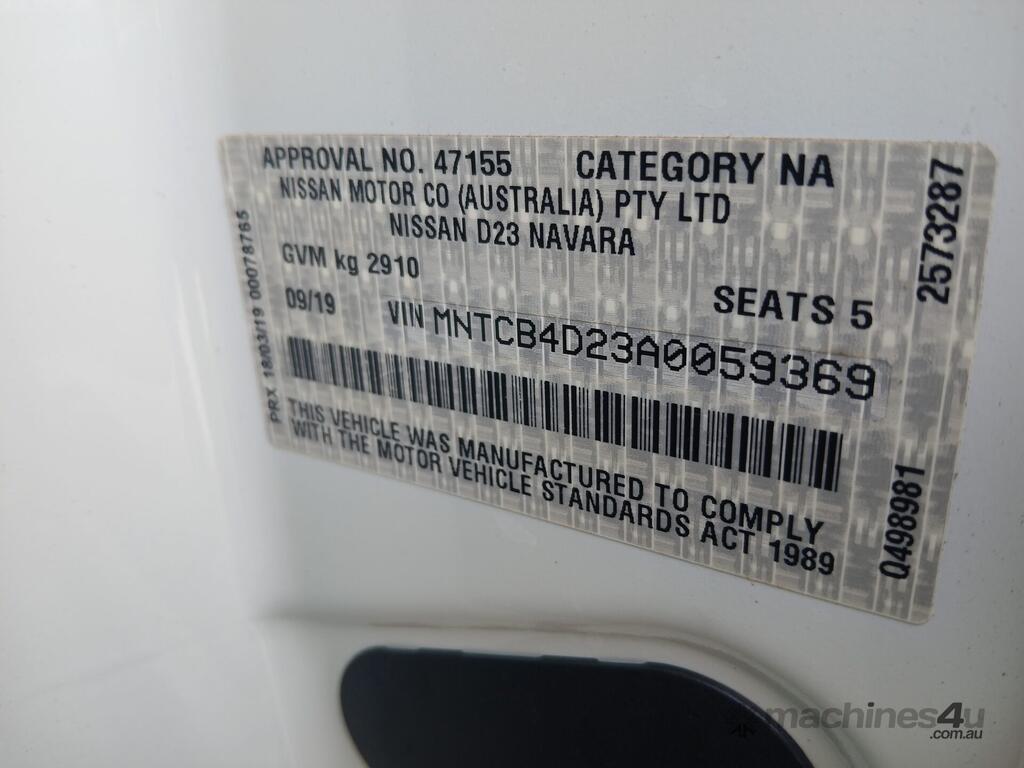 APPROVAL NO. 47155 CATEGORY NA
NISSAN MOTOR CO (AUSTRALIA) PTY LTD
NISSAN D23 NAVARA
GVM kg 2910
SEATS 5
09/19 VIN MNTCB4D23A0059369
THIS VEHICLE WAS MANUFACTURED TO COMPLY
WITH THE MOTOR VEHICLE STANDARDS ACT 1989
PRX 18/03/19 00078765
2573287
Q498981
machines4u
.com.au